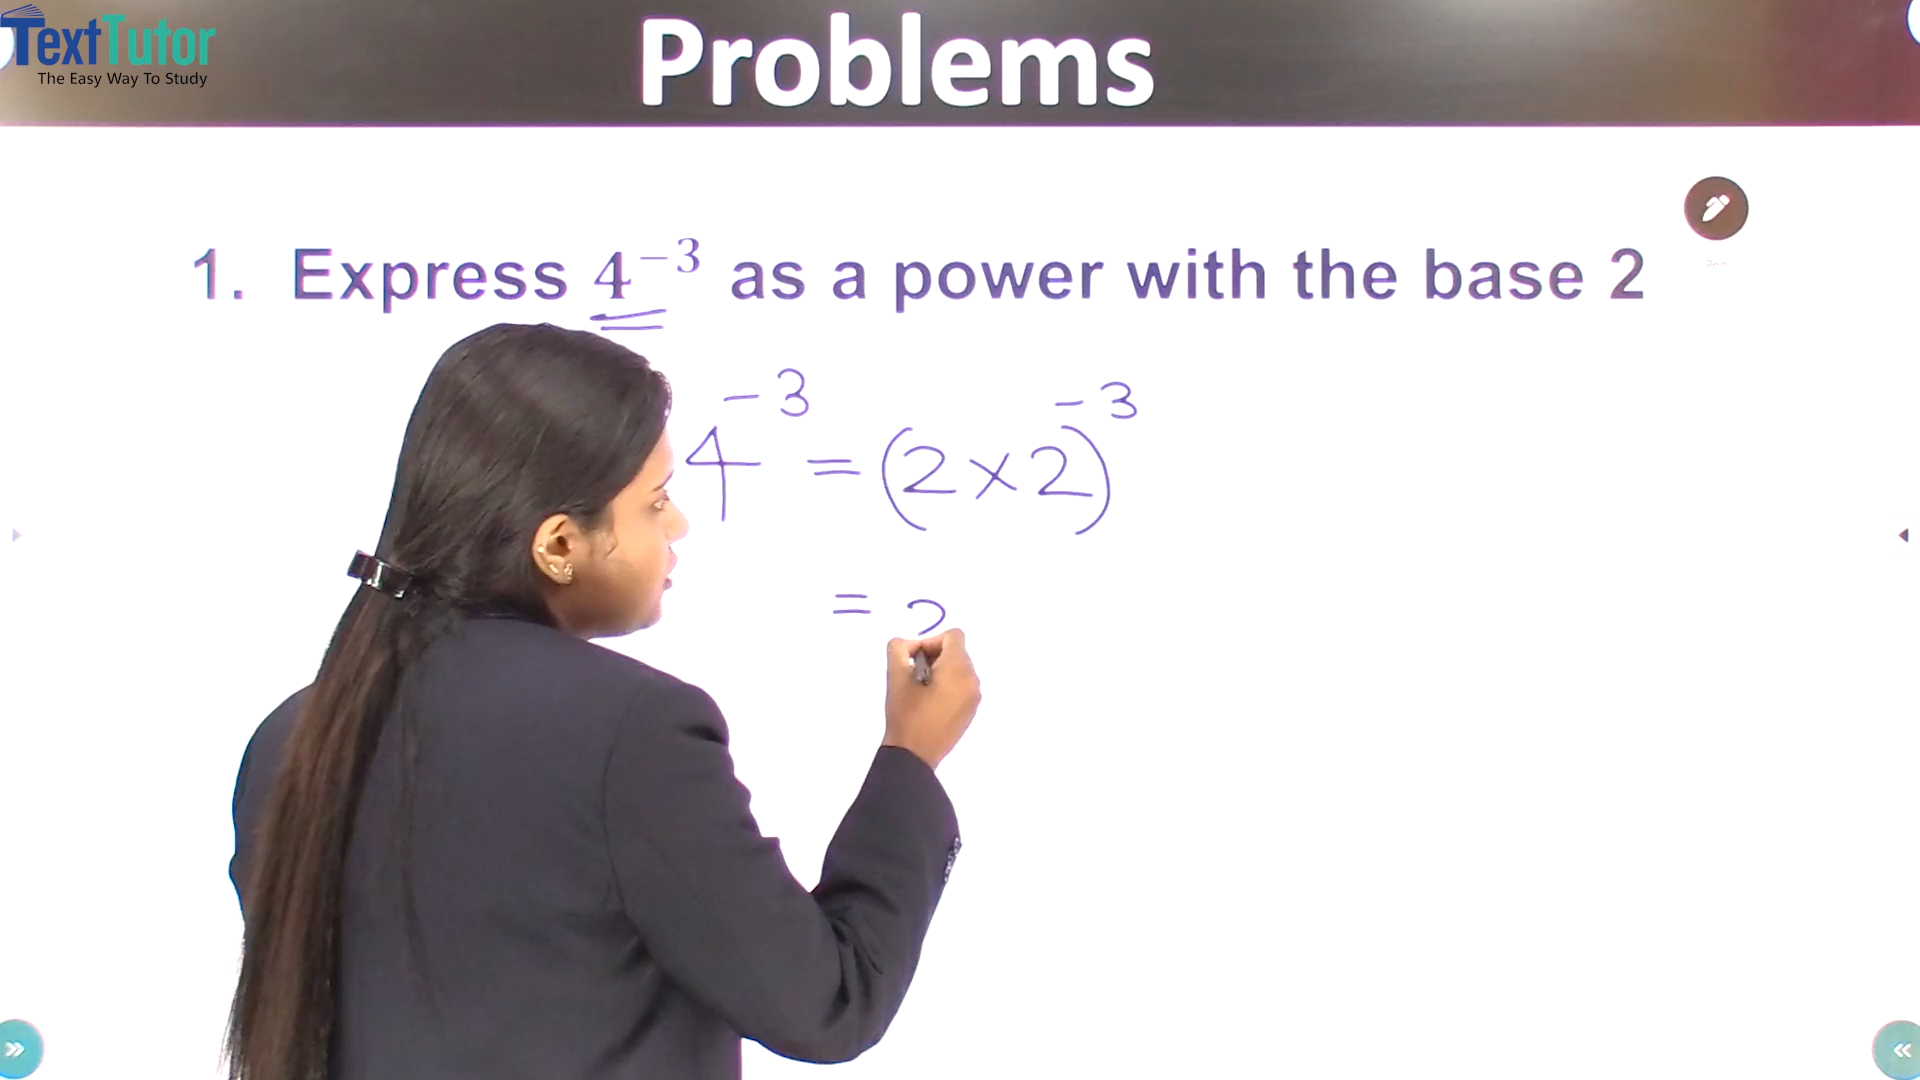 TextTutor
The Easy Way To Study
Problems
1. Express 4⁻³ as a power with the base 2
4⁻³ = (2 × 2)⁻³
= 2